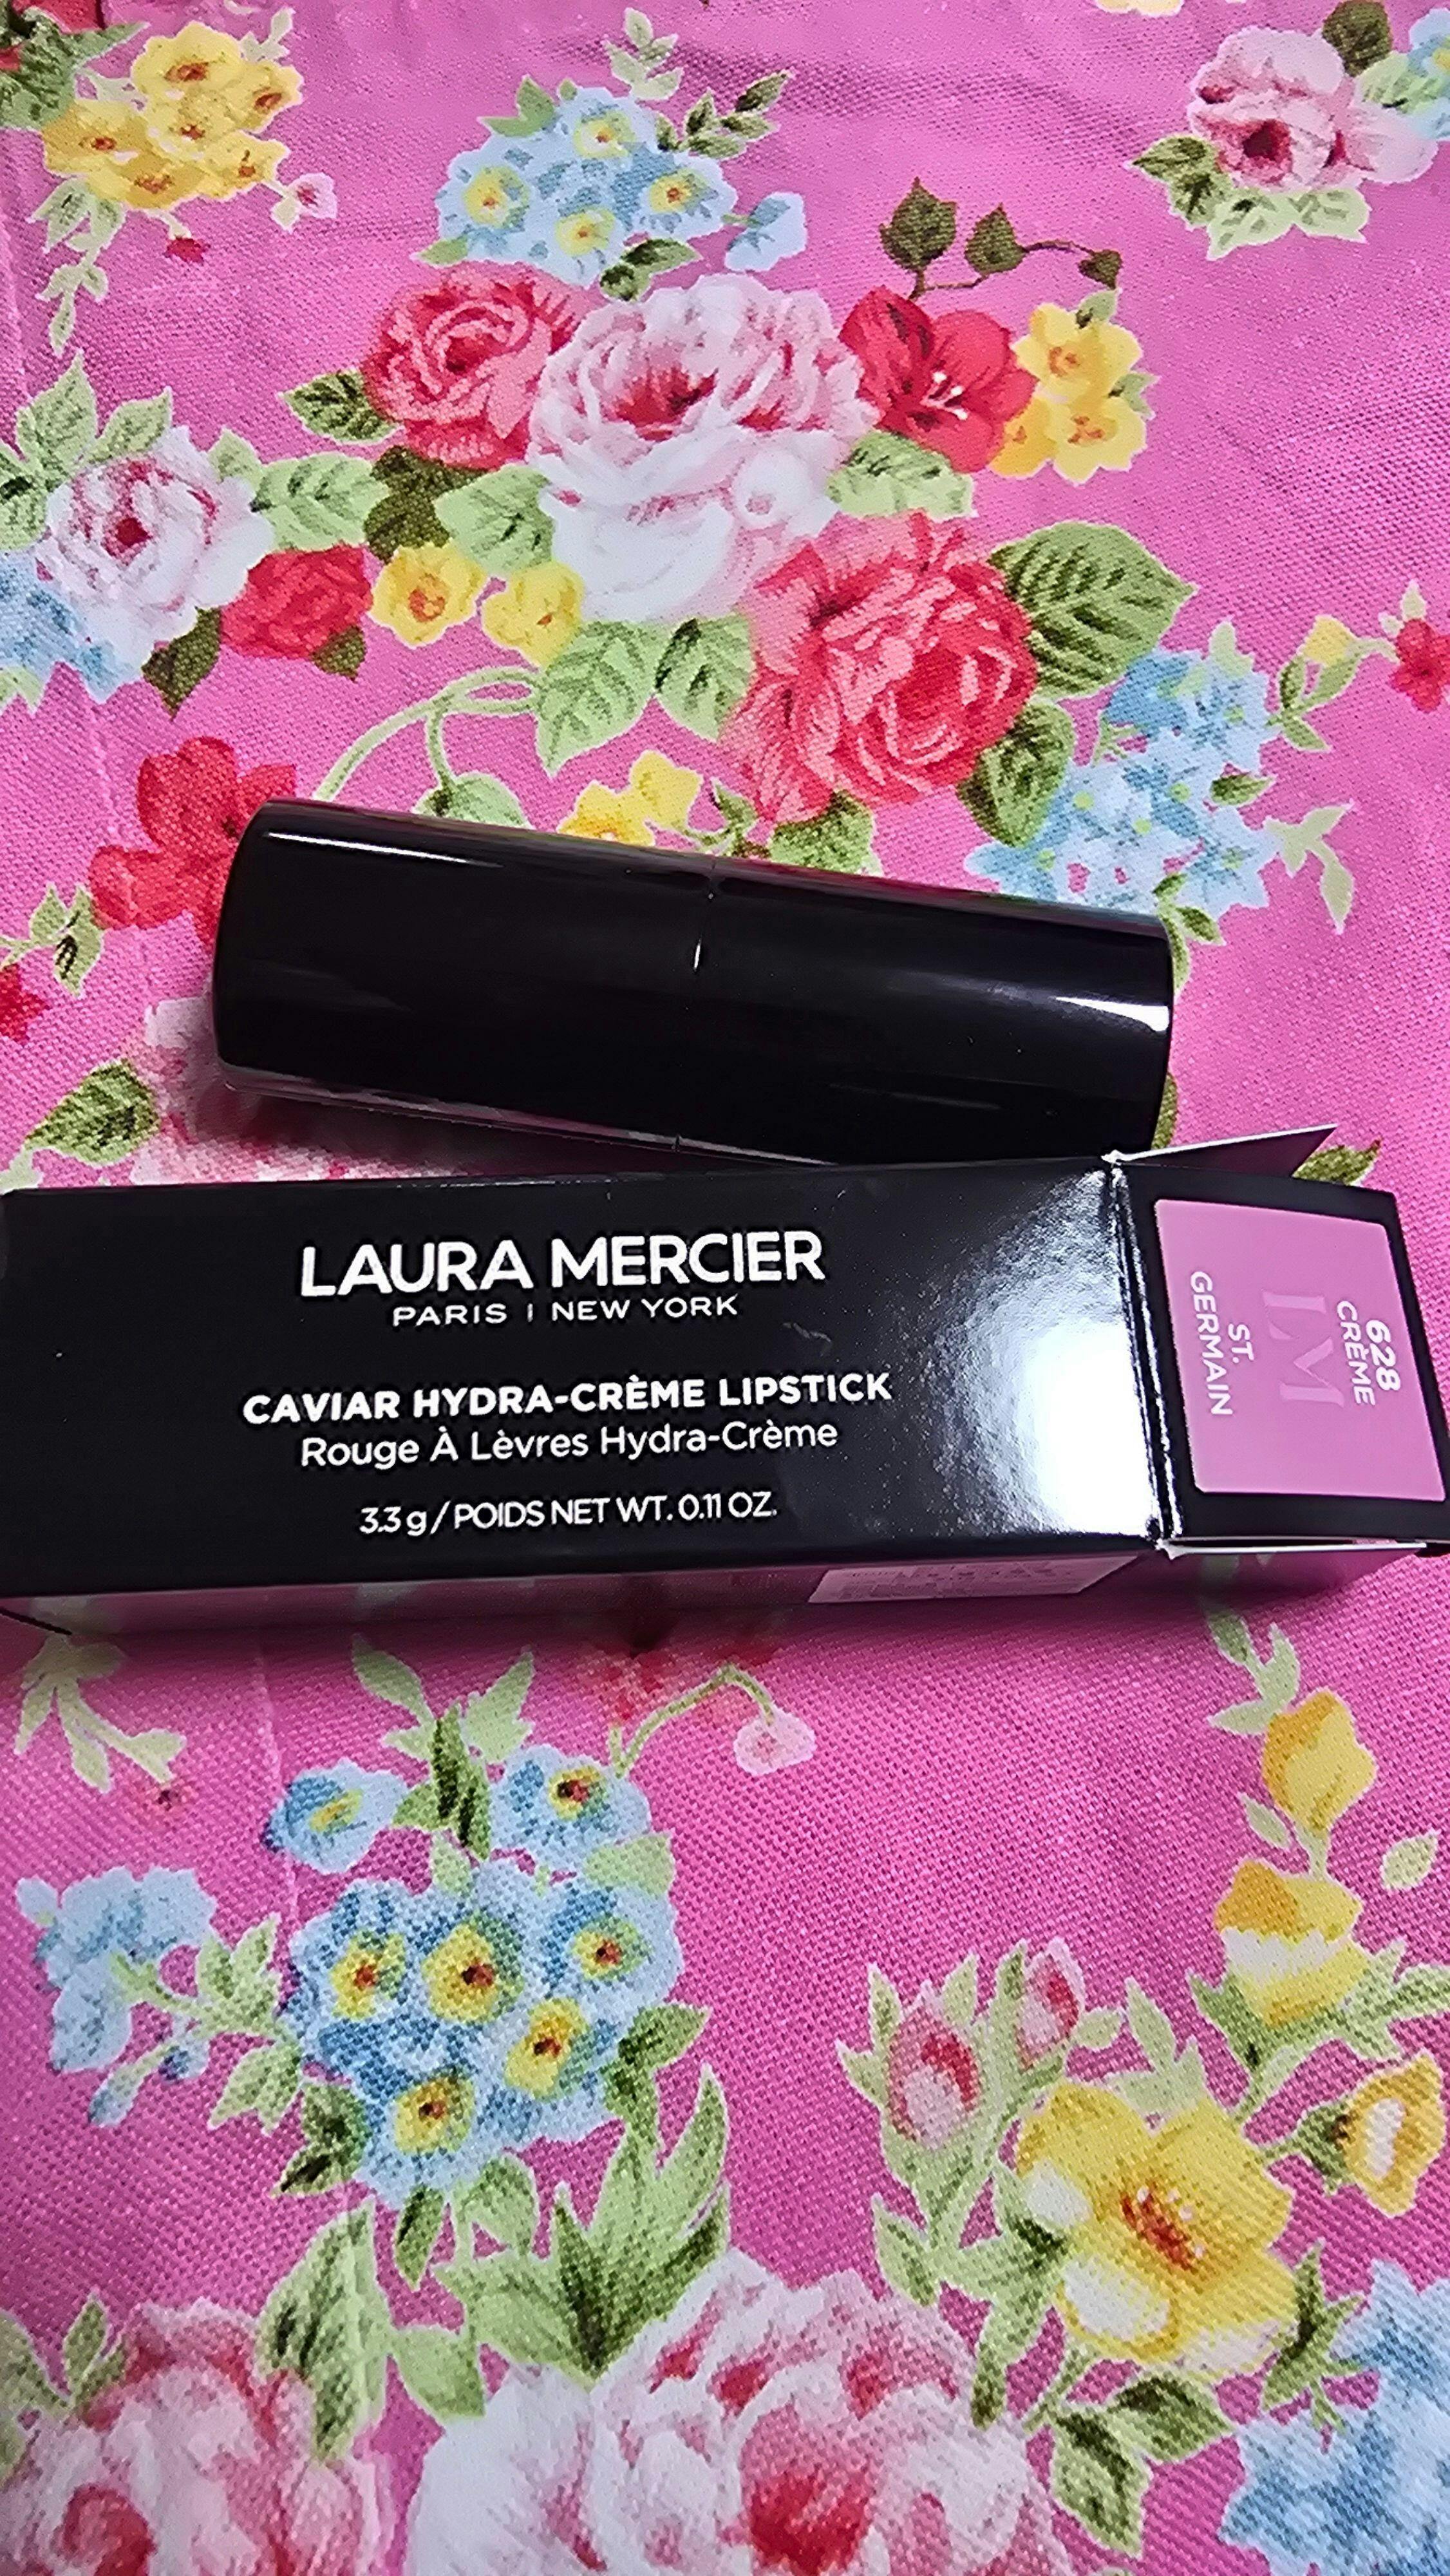 LAURA MERCIER
PARIS | NEW YORK
CAVIAR HYDRA-CRÈME LIPSTICK
Rouge À Lèvres Hydra-Crème
3.3 g / POIDS NET WT. 0.11 OZ.
628
CRÈME
LM
ST.
GERMAIN